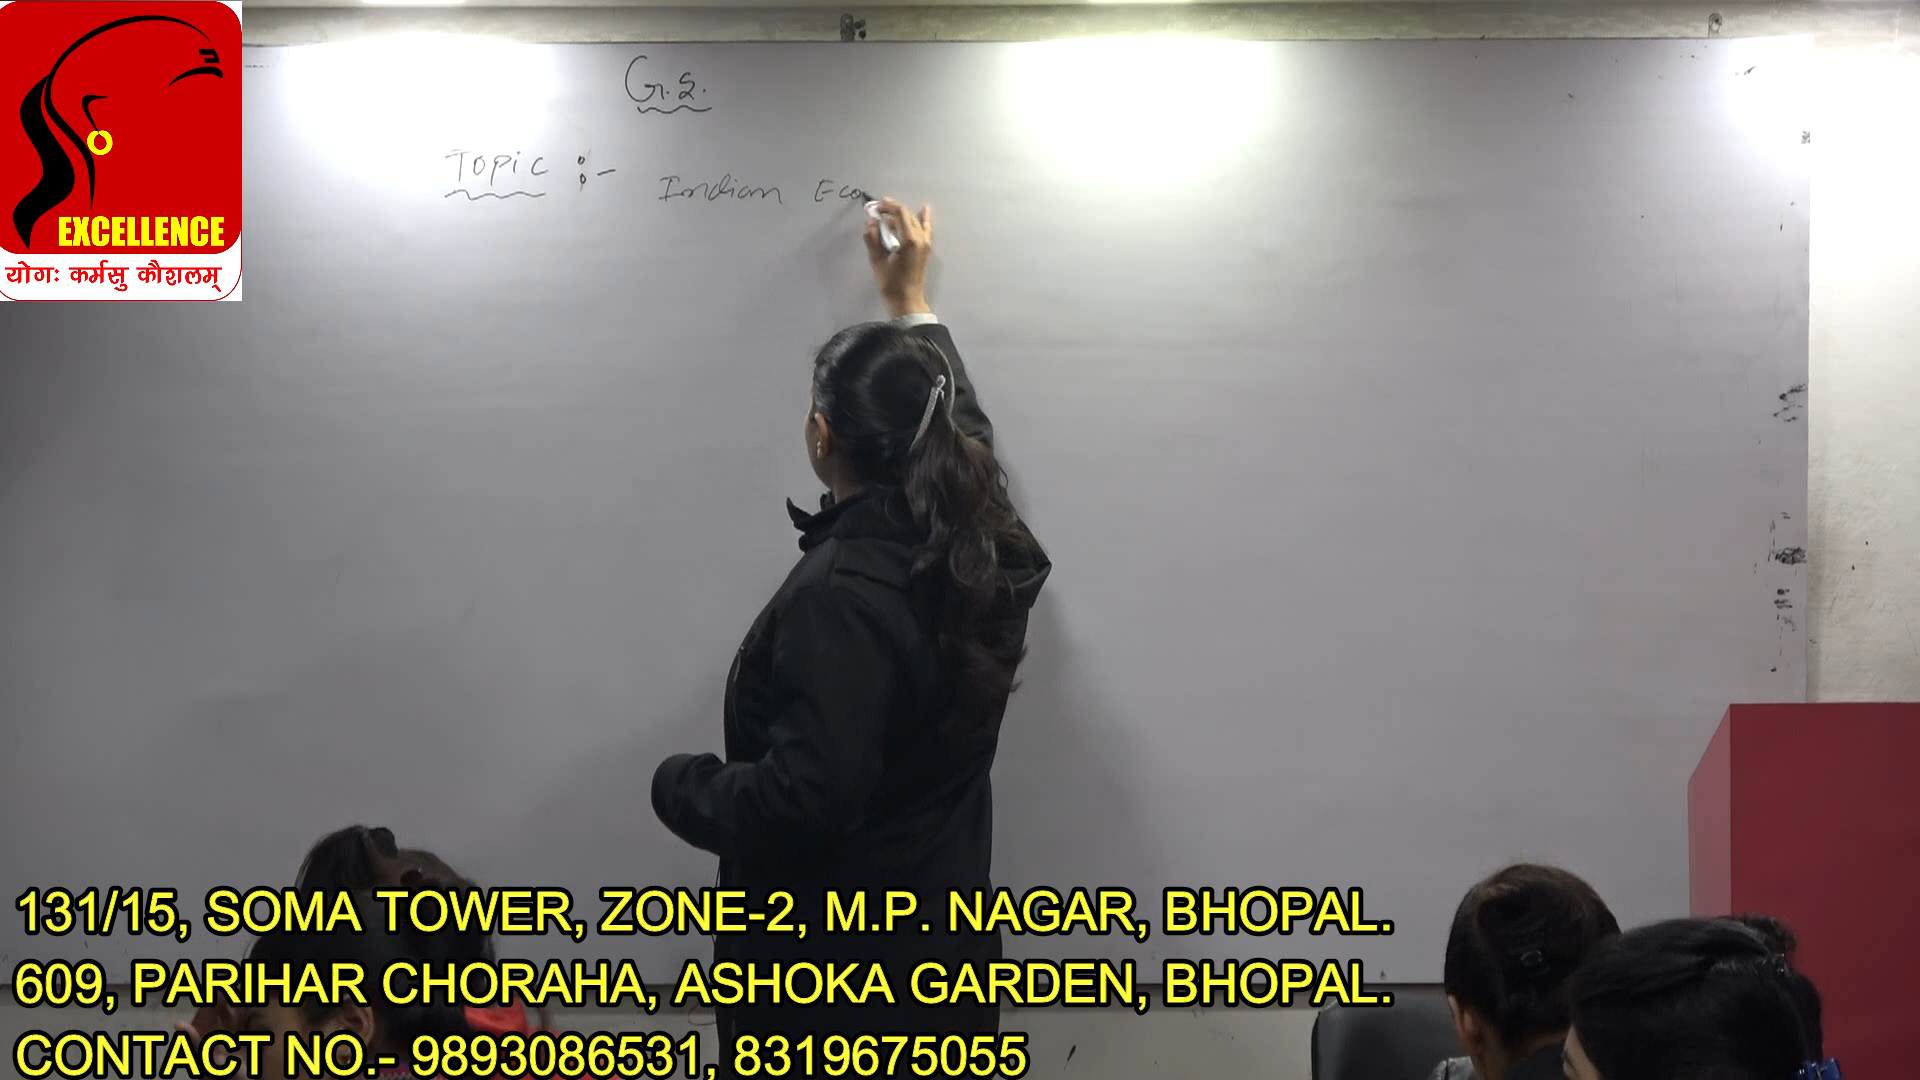 EXCELLENCE
योगः कर्मसु कौशलम्
G.S.
Topic :-
Indian Eco
131/15, SOMA TOWER, ZONE-2, M.P. NAGAR, BHOPAL.
609, PARIHAR CHORAHA, ASHOKA GARDEN, BHOPAL.
CONTACT NO.- 9893086531, 8319675055